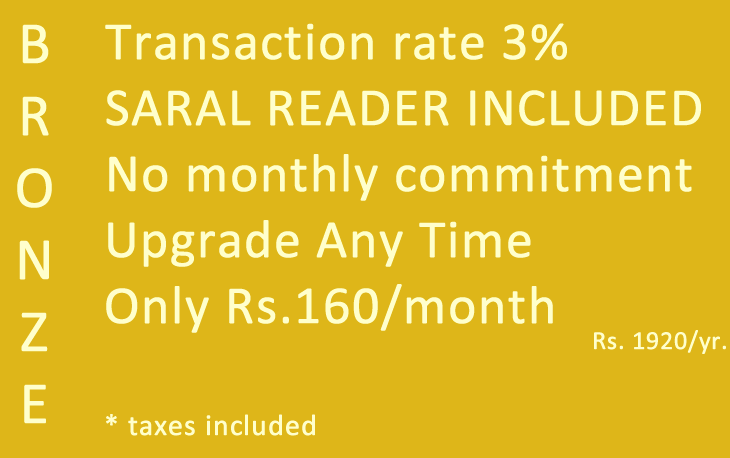 BRONZE
Transaction rate 3%
SARAL READER INCLUDED
No monthly commitment
Upgrade Any Time
Only Rs.160/month
Rs. 1920/yr.
* taxes included